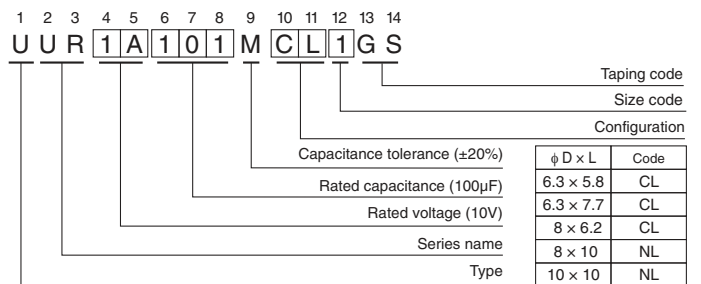 1 2 3 4 5 6 7 8 9 10 11 12 13 14
U U R 1 A 1 0 1 M C L 1 G S
Taping code
Size code
Configuration
Capacitance tolerance (±20%)
Rated capacitance (100µF)
Rated voltage (10V)
Series name
Type
ϕ D × L Code
6.3 × 5.8 CL
6.3 × 7.7 CL
8 × 6.2 CL
8 × 10 NL
10 × 10 NL